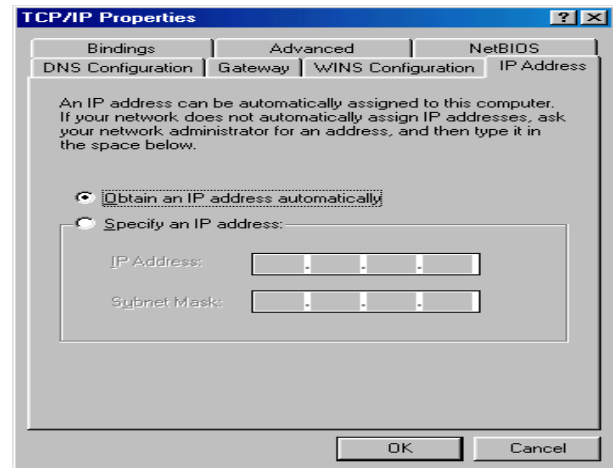 TCP/IP Properties
? X
Bindings Advanced NetBIOS
DNS Configuration Gateway WINS Configuration IP Address
An IP address can be automatically assigned to this computer.
If your network does not automatically assign IP addresses, ask
your network administrator for an address, and then type it in
the space below.
Obtain an IP address automatically
Specify an IP address:
IP Address: . . .
Subnet Mask: . . .
OK Cancel